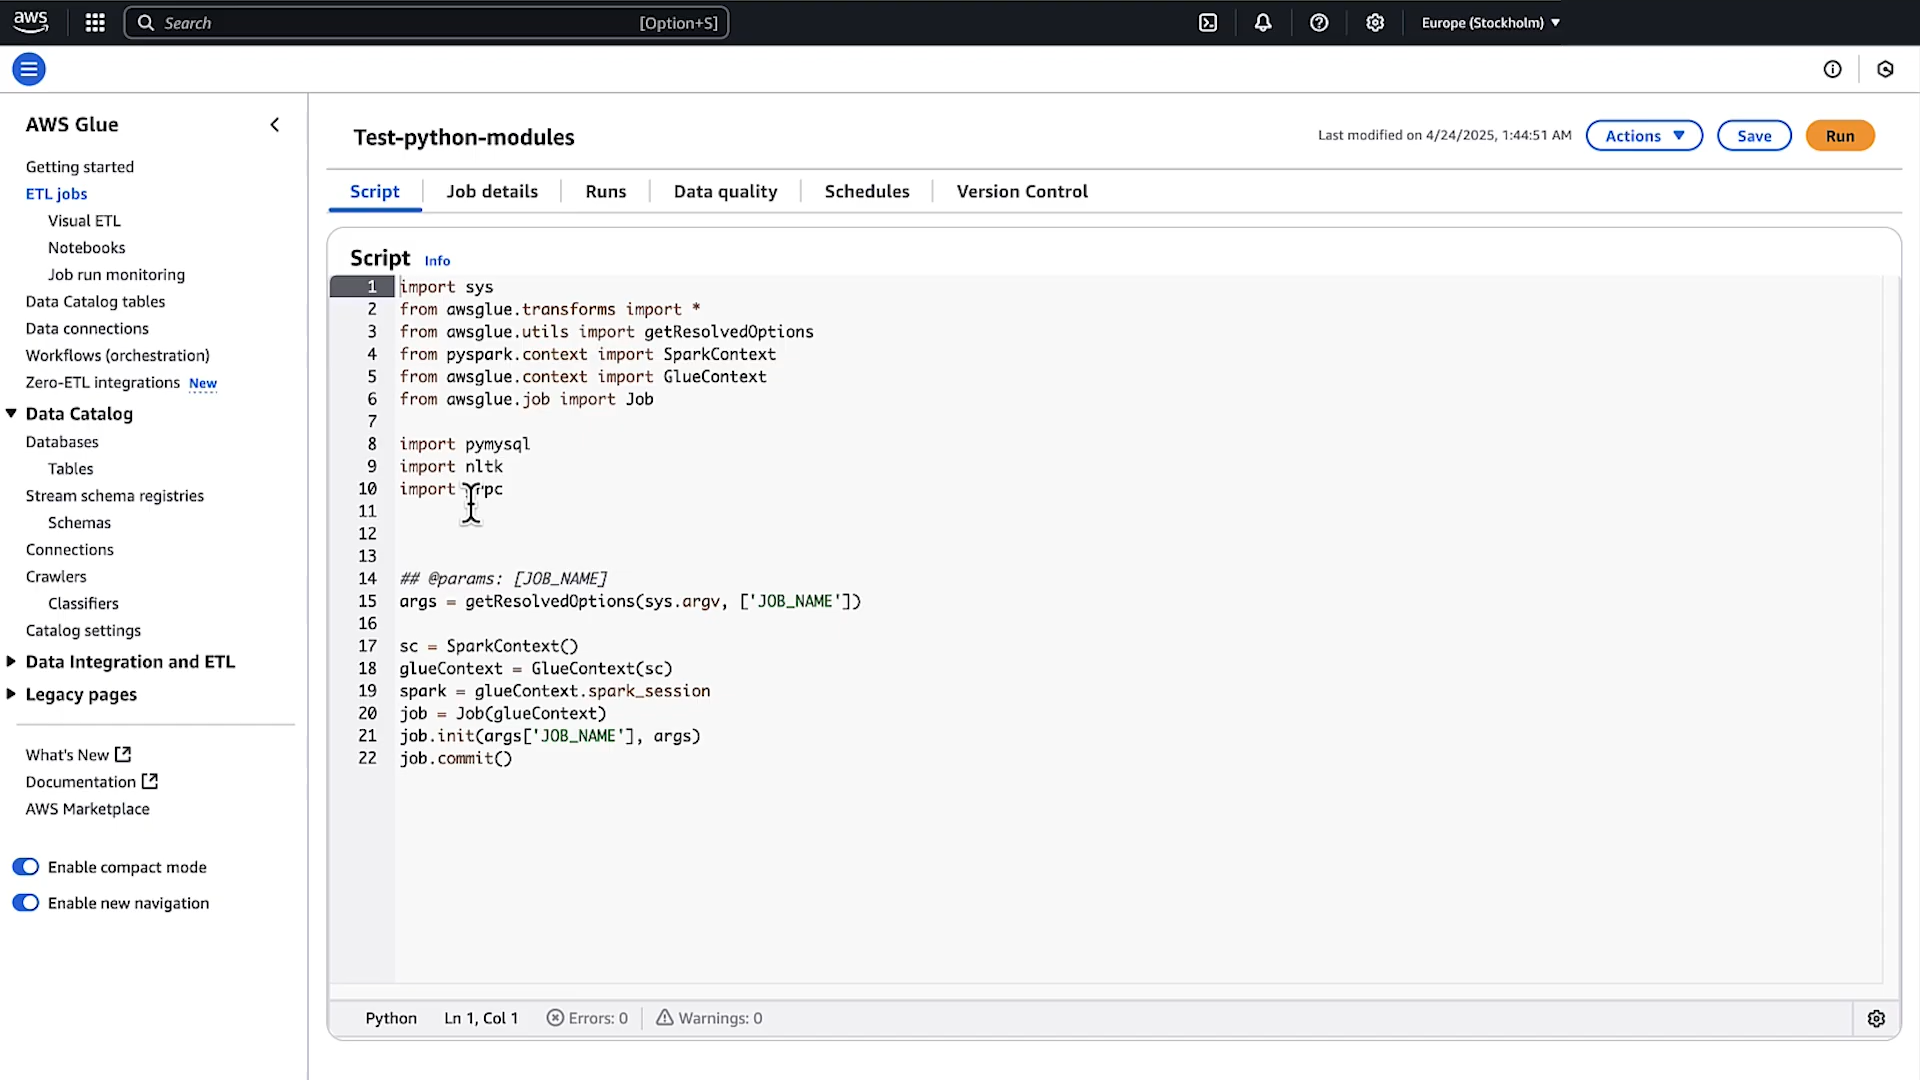 aws
Search [Option+S] Europe (Stockholm)
AWS Glue
Getting started
ETL jobs
Visual ETL
Notebooks
Job run monitoring
Data Catalog tables
Data connections
Workflows (orchestration)
Zero-ETL integrations New
Data Catalog
Databases
Tables
Stream schema registries
Schemas
Connections
Crawlers
Classifiers
Catalog settings
Data Integration and ETL
Legacy pages
What's New
Documentation
AWS Marketplace
Enable compact mode
Enable new navigation
Test-python-modules
Last modified on 4/24/2025, 1:44:51 AM Actions Save Run
Script Job details Runs Data quality Schedules Version Control
Script Info
1 import sys
2 from awsglue.transforms import *
3 from awsglue.utils import getResolvedOptions
4 from pyspark.context import SparkContext
5 from awsglue.context import GlueContext
6 from awsglue.job import Job
7
8 import pymysql
9 import nltk
10 import
11
12
13
14 ## @params: [JOB_NAME]
15 args = getResolvedOptions(sys.argv, ['JOB_NAME'])
16
17 sc = SparkContext()
18 glueContext = GlueContext(sc)
19 spark = glueContext.spark_session
20 job = Job(glueContext)
21 job.init(args['JOB_NAME'], args)
22 job.commit()
Python Ln 1, Col 1 Errors: 0 Warnings: 0